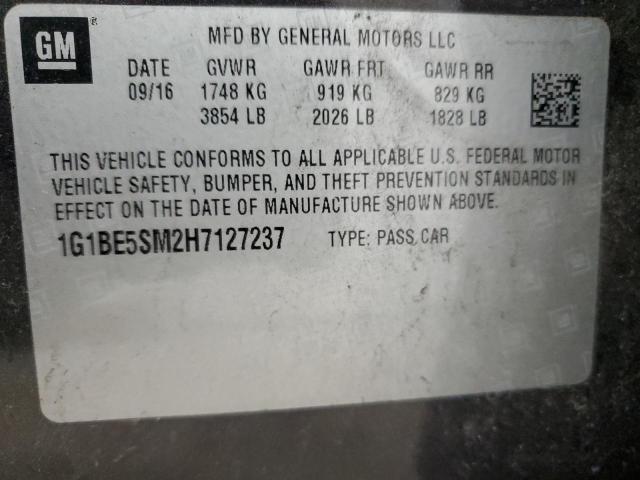 GM
MFD BY GENERAL MOTORS LLC
DATE GVWR GAWR FRT GAWR RR
09/16 1748 KG 919 KG 829 KG
3854 LB 2026 LB 1828 LB
THIS VEHICLE CONFORMS TO ALL APPLICABLE U.S. FEDERAL MOTOR
VEHICLE SAFETY, BUMPER, AND THEFT PREVENTION STANDARDS IN
EFFECT ON THE DATE OF MANUFACTURE SHOWN ABOVE.
1G1BE5SM2H7127237 TYPE: PASS CAR